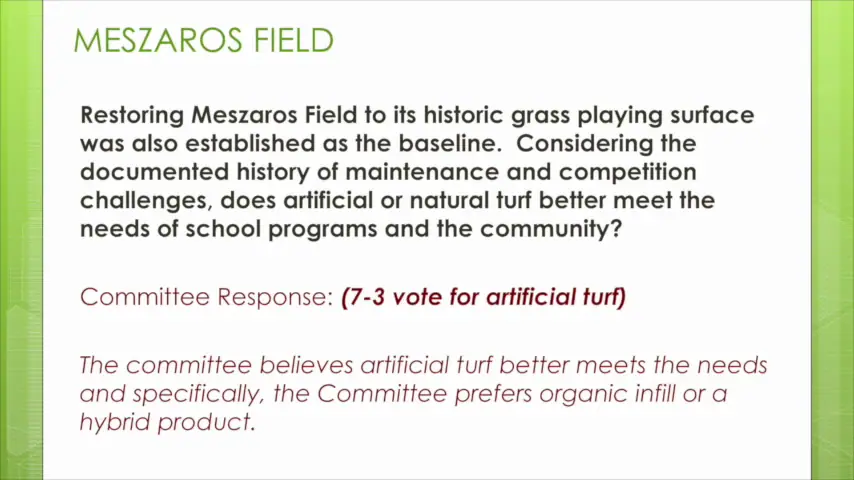 MESZAROS FIELD
Restoring Meszaros Field to its historic grass playing surface
was also established as the baseline.  Considering the
documented history of maintenance and competition
challenges, does artificial or natural turf better meet the
needs of school programs and the community?
Committee Response: (7-3 vote for artificial turf)
The committee believes artificial turf better meets the needs
and specifically, the Committee prefers organic infill or a
hybrid product.